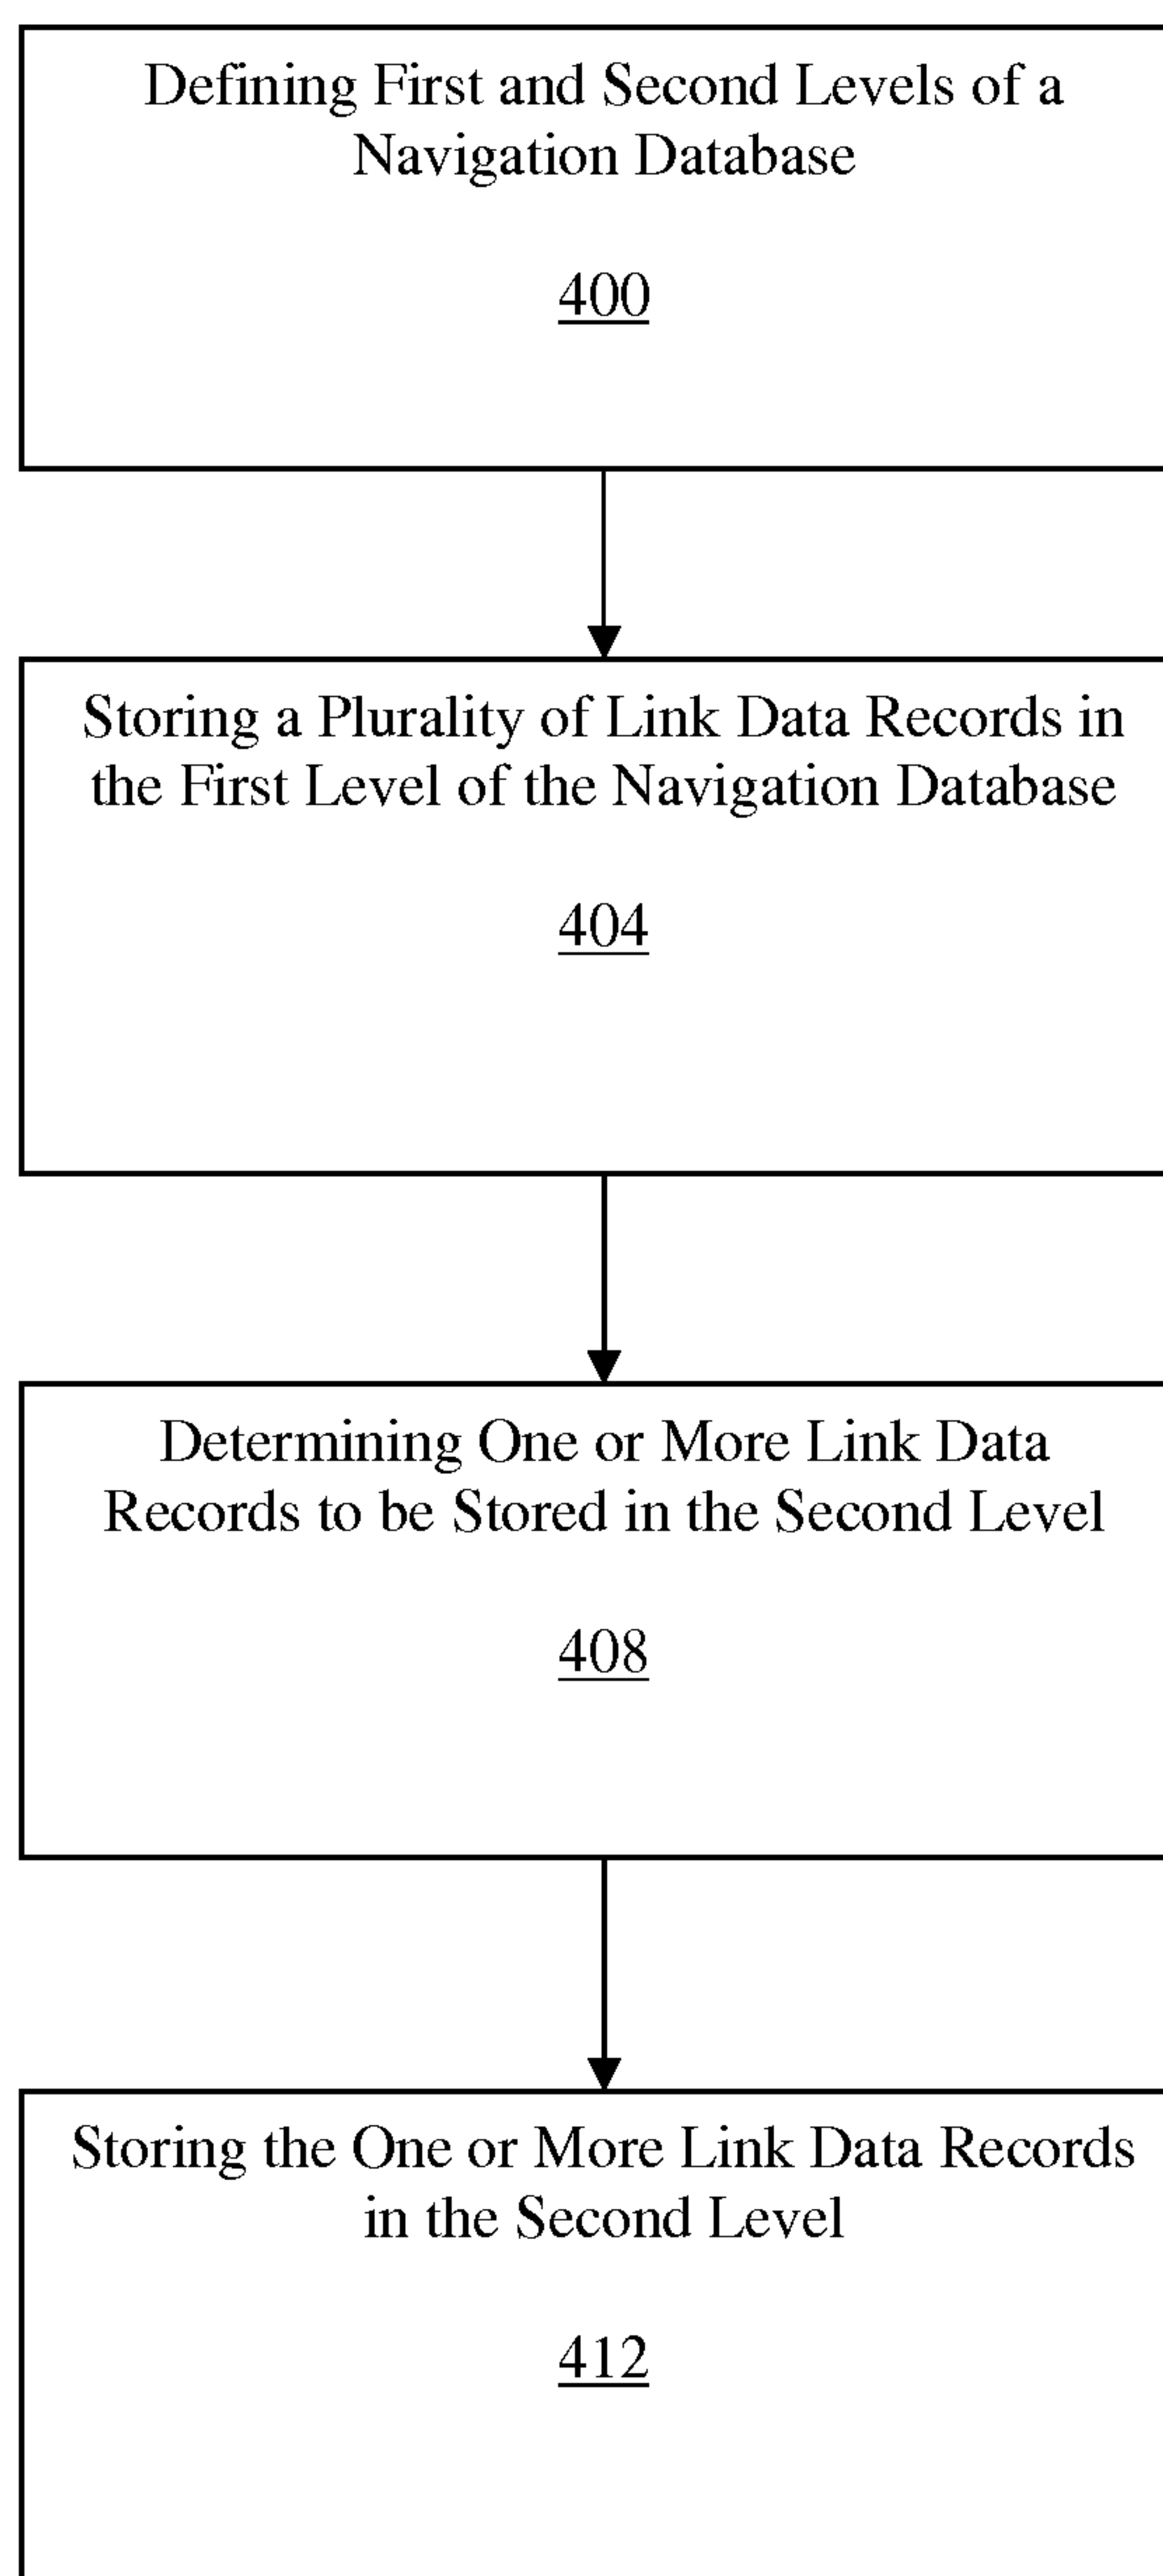 Defining First and Second Levels of a
Navigation Database
400
Storing a Plurality of Link Data Records in
the First Level of the Navigation Database
404
Determining One or More Link Data
Records to be Stored in the Second Level
408
Storing the One or More Link Data Records
in the Second Level
412